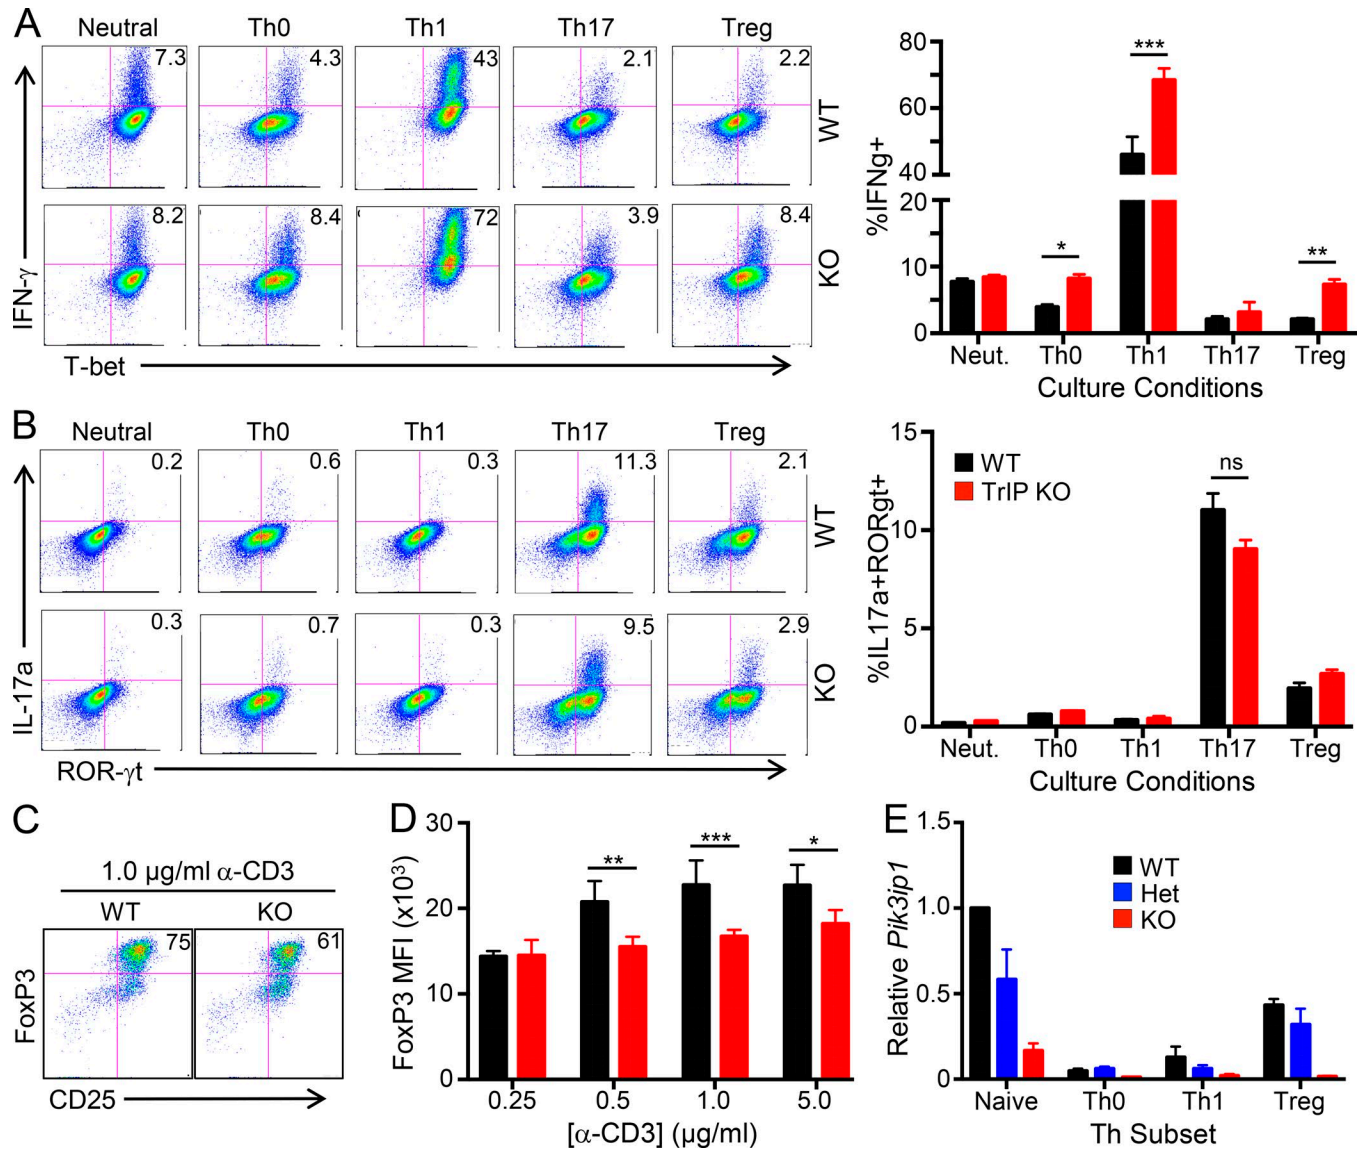 A
Neutral Th0 Th1 Th17 Treg
7.3 4.3 43 2.1 2.2
WT
8.2 8.4 72 3.9 8.4
KO
IFN-γ
T-bet
%IFNg+
80
60
40
20
10
0
***
*
**
Neut. Th0 Th1 Th17 Treg
Culture Conditions
B
Neutral Th0 Th1 Th17 Treg
0.2 0.6 0.3 11.3 2.1
WT
0.3 0.7 0.3 9.5 2.9
KO
IL-17a
ROR-γt
%IL17a+RORgt+
15
10
5
0
WT
TrIP KO
ns
Neut. Th0 Th1 Th17 Treg
Culture Conditions
C
1.0 µg/ml α-CD3
WT KO
75 61
FoxP3
CD25
D
FoxP3 MFI (x10³)
30
20
10
0
** *** *
0.25 0.5 1.0 5.0
[α-CD3] (µg/ml)
E
Relative Pik3ip1
1.5
1.0
0.5
0
WT
Het
KO
Naive Th0 Th1 Treg
Th Subset